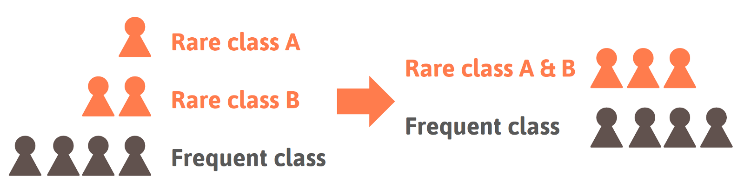 Rare class A
Rare class B
Frequent class
Rare class A & B
Frequent class